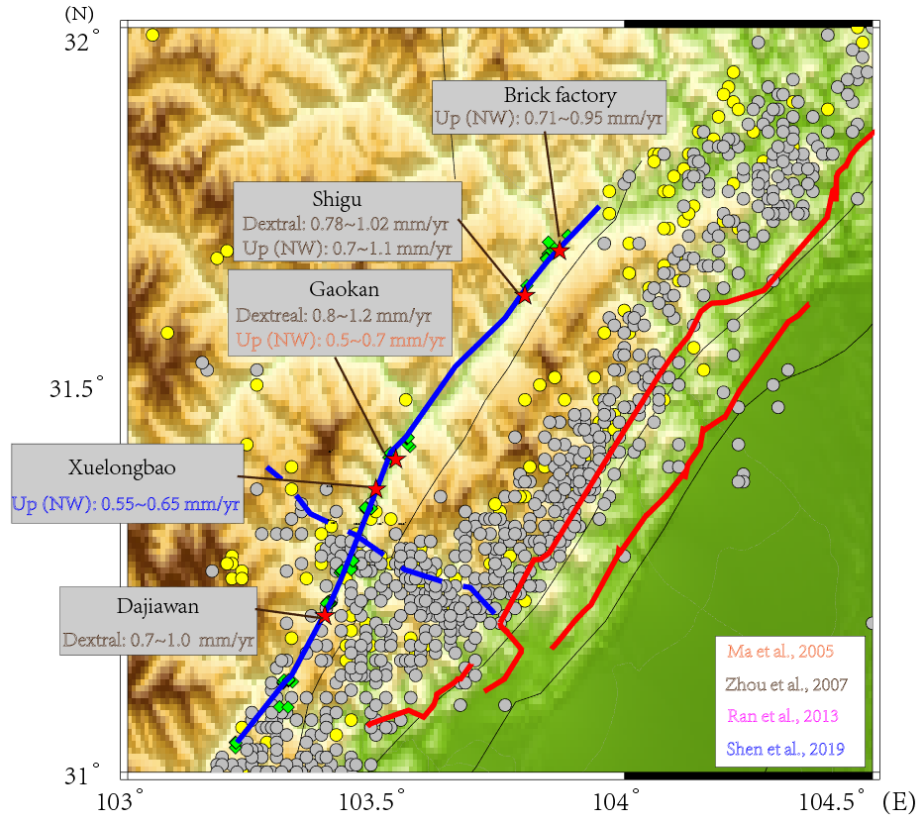 (N)
32°
Brick factory
Up (NW): 0.71~0.95 mm/yr
Shigu
Dextral: 0.78~1.02 mm/yr
Up (NW): 0.7~1.1 mm/yr
Gaokan
Dextreal: 0.8~1.2 mm/yr
Up (NW): 0.5~0.7 mm/yr
31.5°
Xuelongbao
Up (NW): 0.55~0.65 mm/yr
Dajiawan
Dextral: 0.7~1.0 mm/yr
Ma et al., 2005
Zhou et al., 2007
Ran et al., 2013
Shen et al., 2019
31°
103° 103.5° 104° 104.5° (E)